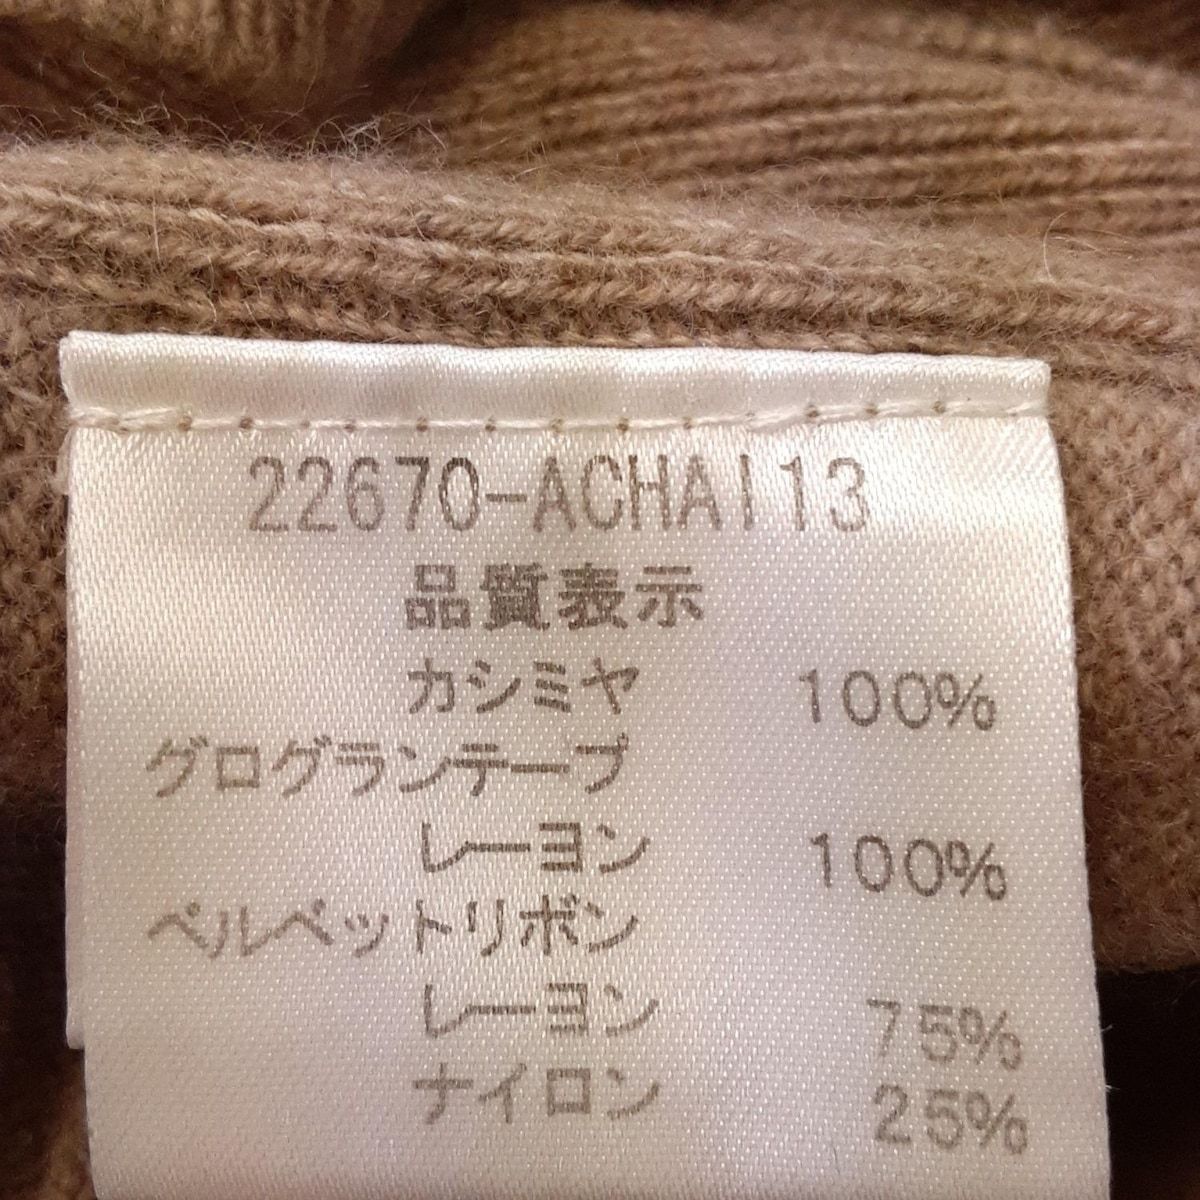 22670-ACHAI13
品質表示
カシミヤ 100%
グログランテープ
レーヨン 100%
ベルベットリボン
レーヨン 75%
ナイロン 25%